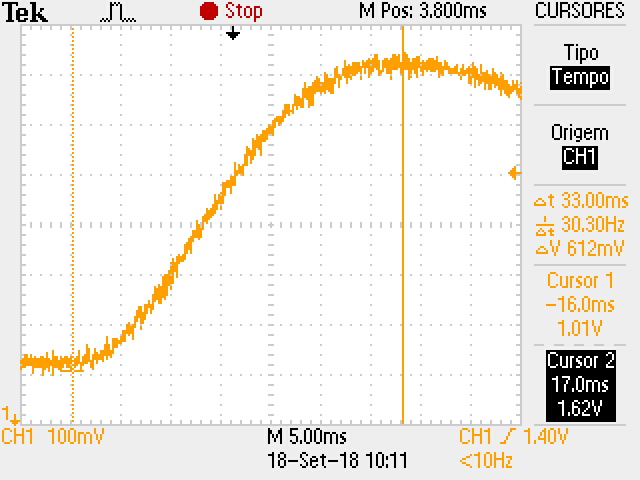 Tek Stop M Pos: 3.800ms CURSORES
Tipo
Tempo
Origem
CH1
Δt 33.00ms
1/Δt 30.30Hz
ΔV 612mV
Cursor 1
-16.0ms
1.01V
Cursor 2
17.0ms
1.62V
1
CH1 100mV M 5.00ms CH1 1.40V
18-Set-18 10:11 <10Hz